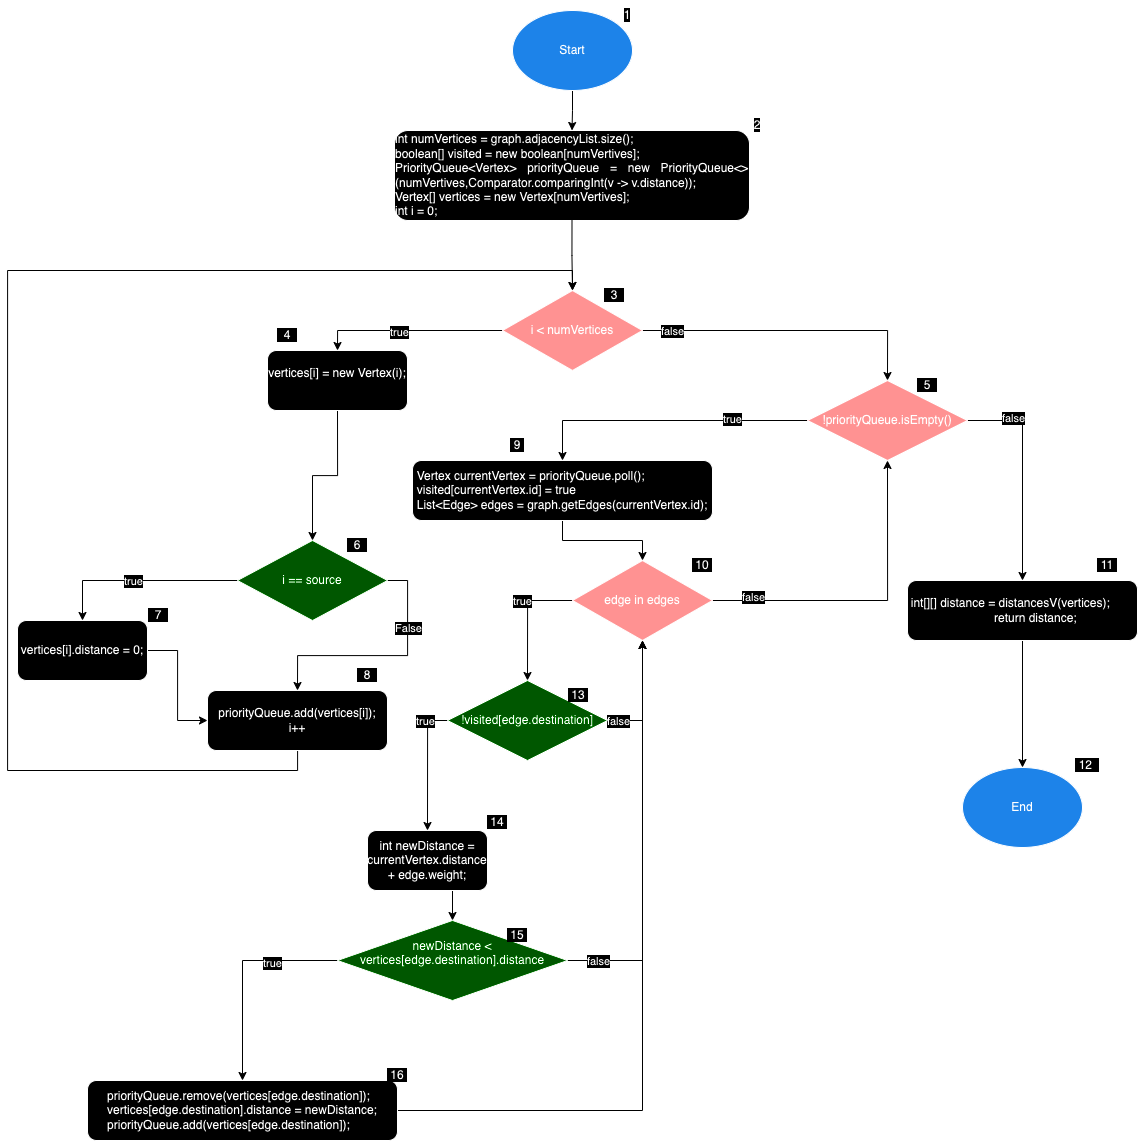 1
Start
2
int numVertices = graph.adjacencyList.size();
boolean[] visited = new boolean[numVertives];
PriorityQueue<Vertex> priorityQueue = new PriorityQueue<>
(numVertives,Comparator.comparingInt(v -> v.distance));
Vertex[] vertices = new Vertex[numVertives];
int i = 0;
3
i < numVertices
true
false
4
vertices[i] = new Vertex(i);
5
!priorityQueue.isEmpty()
true
false
9
Vertex currentVertex = priorityQueue.poll();
visited[currentVertex.id] = true
List<Edge> edges = graph.getEdges(currentVertex.id);
6
i == source
true
False
10
edge in edges
true
false
11
int[][] distance = distancesV(vertices);
return distance;
7
vertices[i].distance = 0;
8
priorityQueue.add(vertices[i]);
i++
13
!visited[edge.destination]
true
false
12
End
14
int newDistance =
currentVertex.distance
+ edge.weight;
15
newDistance <
vertices[edge.destination].distance
true
false
16
priorityQueue.remove(vertices[edge.destination]);
vertices[edge.destination].distance = newDistance;
priorityQueue.add(vertices[edge.destination]);